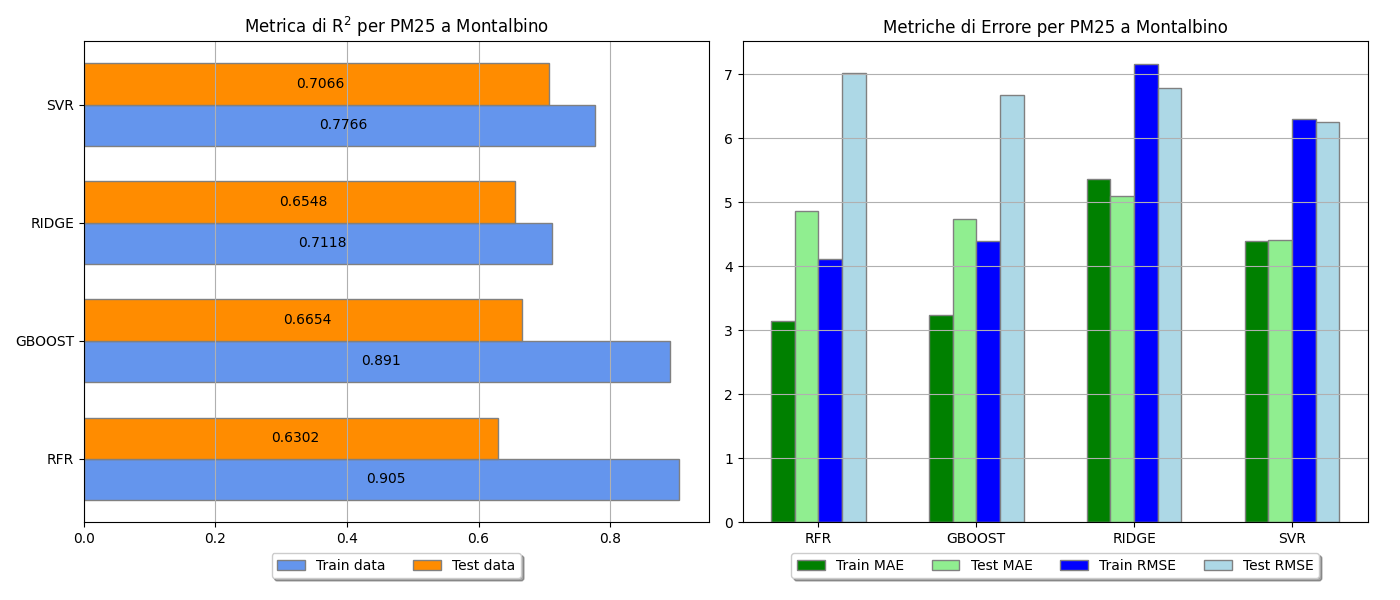 Metrica di R² per PM25 a Montalbino
SVR
0.7066
0.7766
RIDGE
0.6548
0.7118
GBOOST
0.6654
0.891
RFR
0.6302
0.905
0.0 0.2 0.4 0.6 0.8
Train data Test data
Metriche di Errore per PM25 a Montalbino
7
6
5
4
3
2
1
0
RFR GBOOST RIDGE SVR
Train MAE Test MAE Train RMSE Test RMSE